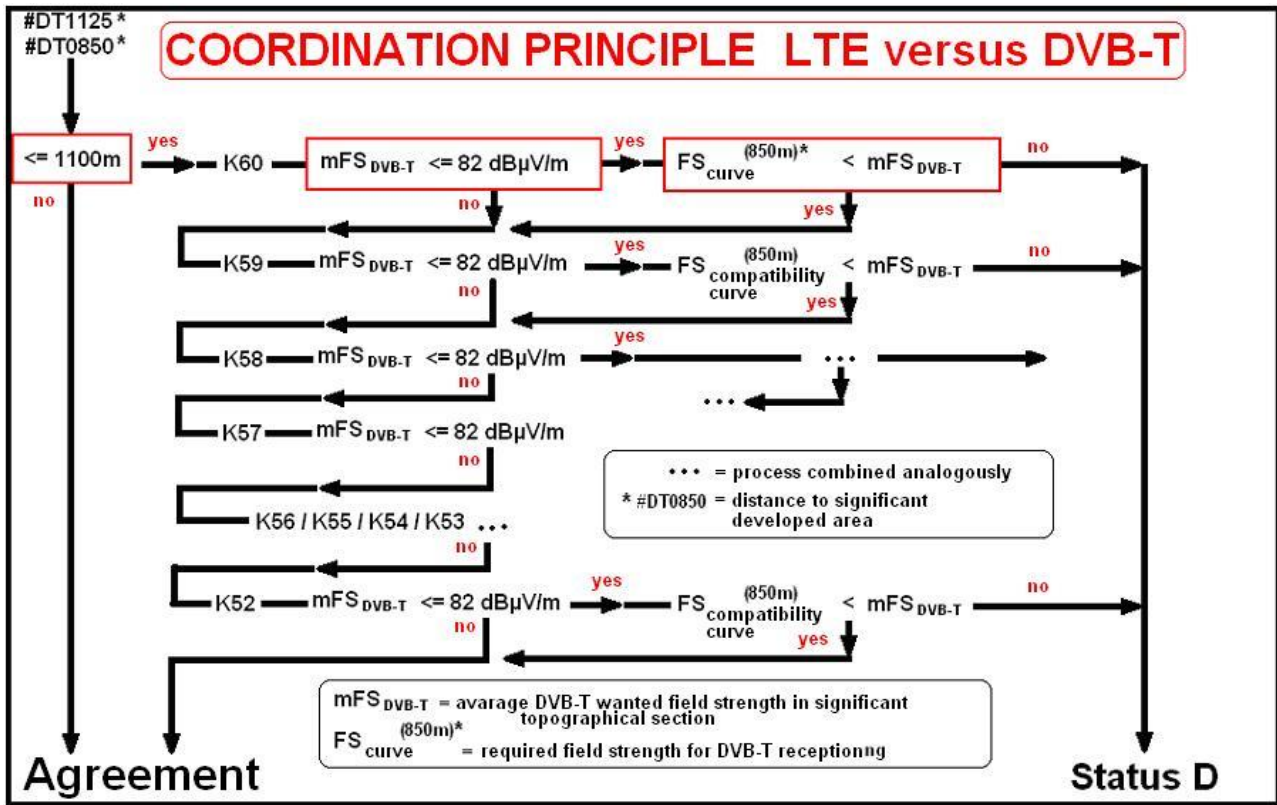 #DT1125*
#DT0850*
COORDINATION PRINCIPLE LTE versus DVB-T
<= 1100m
yes
K60
mFS DVB-T <= 82 dBµV/m
yes
FS curve (850m)* < mFS DVB-T
no
no
no
yes
K59
mFS DVB-T <= 82 dBµV/m
yes
FS (850m) compatibility curve < mFS DVB-T
no
no
yes
K58
mFS DVB-T <= 82 dBµV/m
yes
...
no
...
K57
mFS DVB-T <= 82 dBµV/m
no
... = process combined analogously
* #DT0850 = distance to significant
developed area
K56 / K55 / K54 / K53 ...
no
K52
mFS DVB-T <= 82 dBµV/m
yes
FS (850m) compatibility curve < mFS DVB-T
no
no
yes
mFS DVB-T = avarage DVB-T wanted field strength in significant
topographical section
FS curve (850m)* = required field strength for DVB-T receptionng
Agreement
Status D